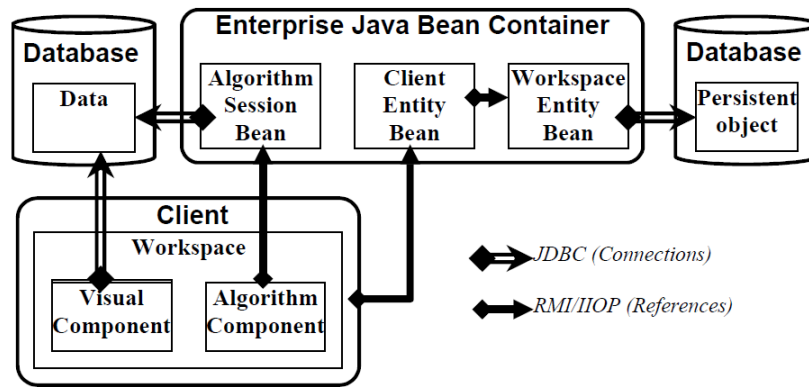 Enterprise Java Bean Container
Database
Data
Algorithm
Session
Bean
Client
Entity
Bean
Workspace
Entity
Bean
Database
Persistent
object
Client
Workspace
Visual
Component
Algorithm
Component
JDBC (Connections)
RMI/IIOP (References)